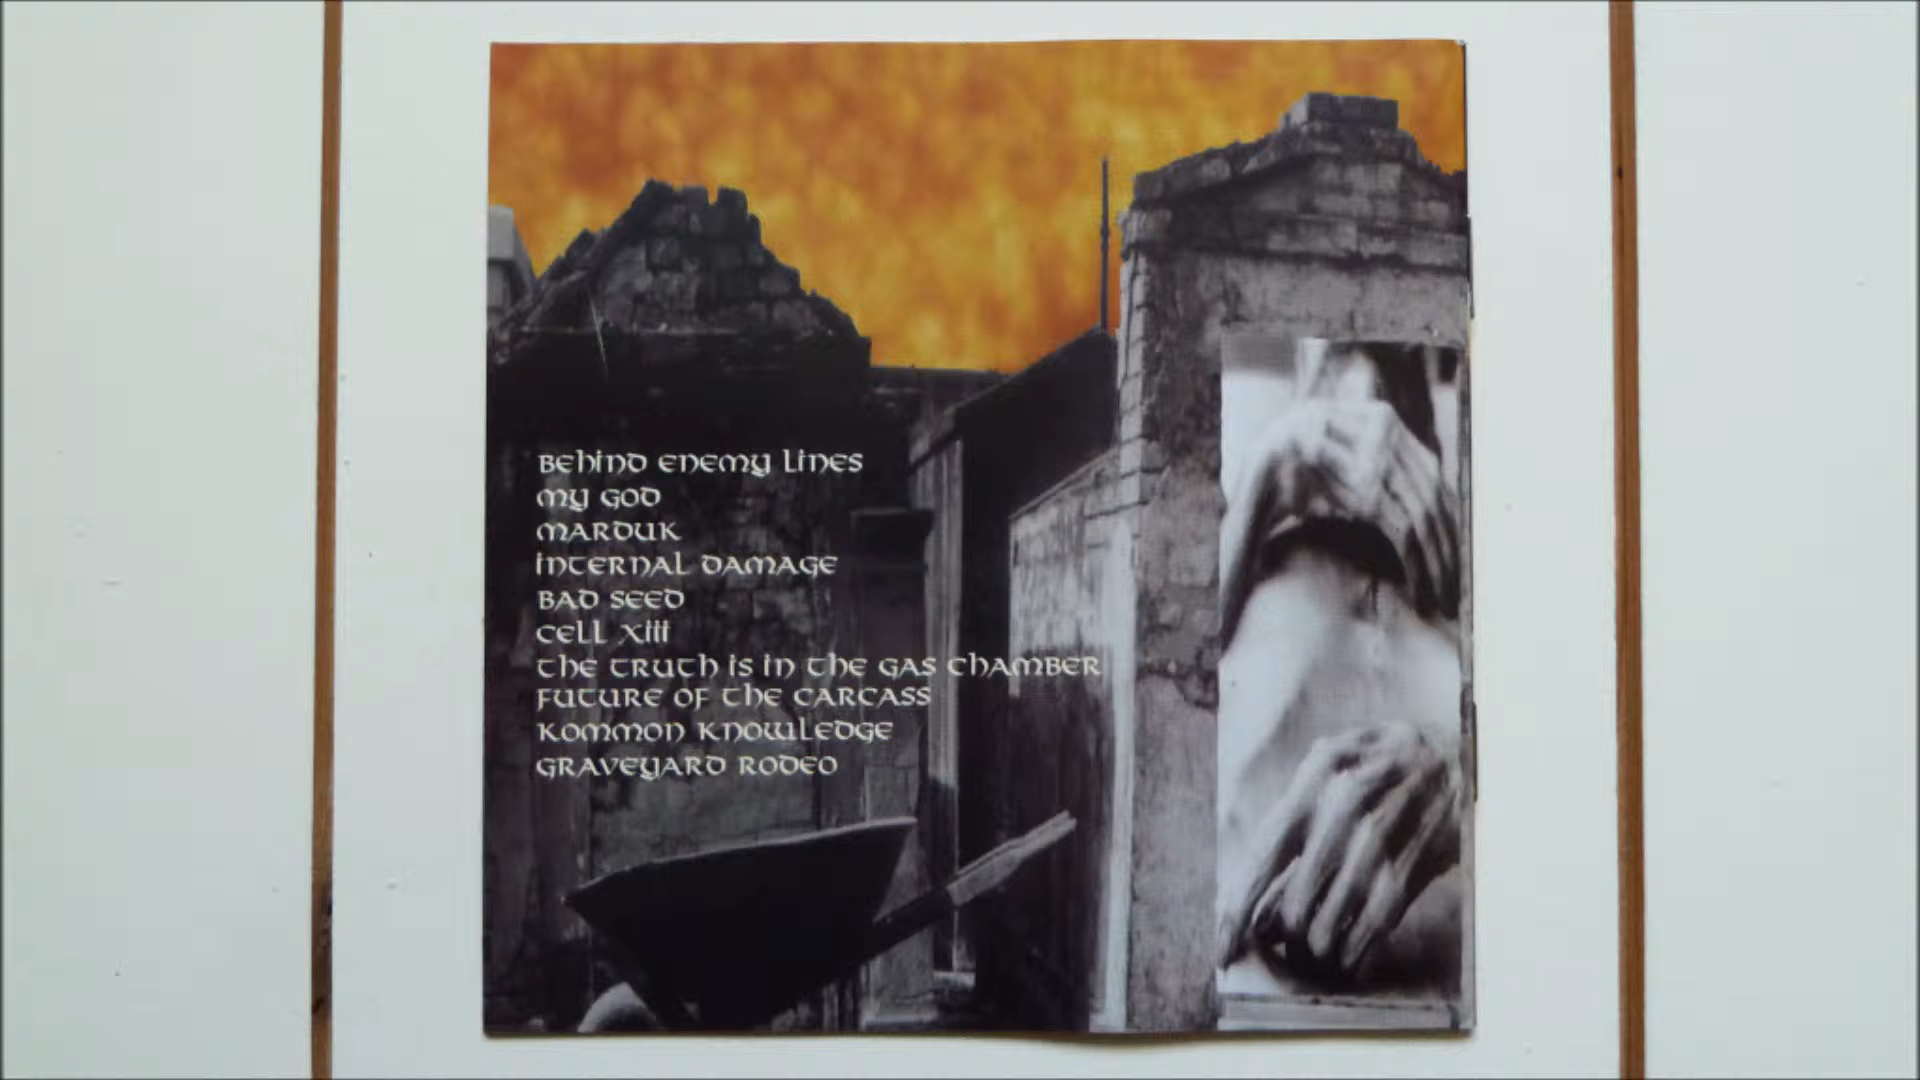 BEHIND ENEMY LINES
MY GOD
MARDUK
INTERNAL DAMAGE
BAD SEED
CELL XIII
THE TRUTH IS IN THE GAS CHAMBER
FUTURE OF THE CARCASS
KOMMON KNOWLEDGE
GRAVEYARD RODEO